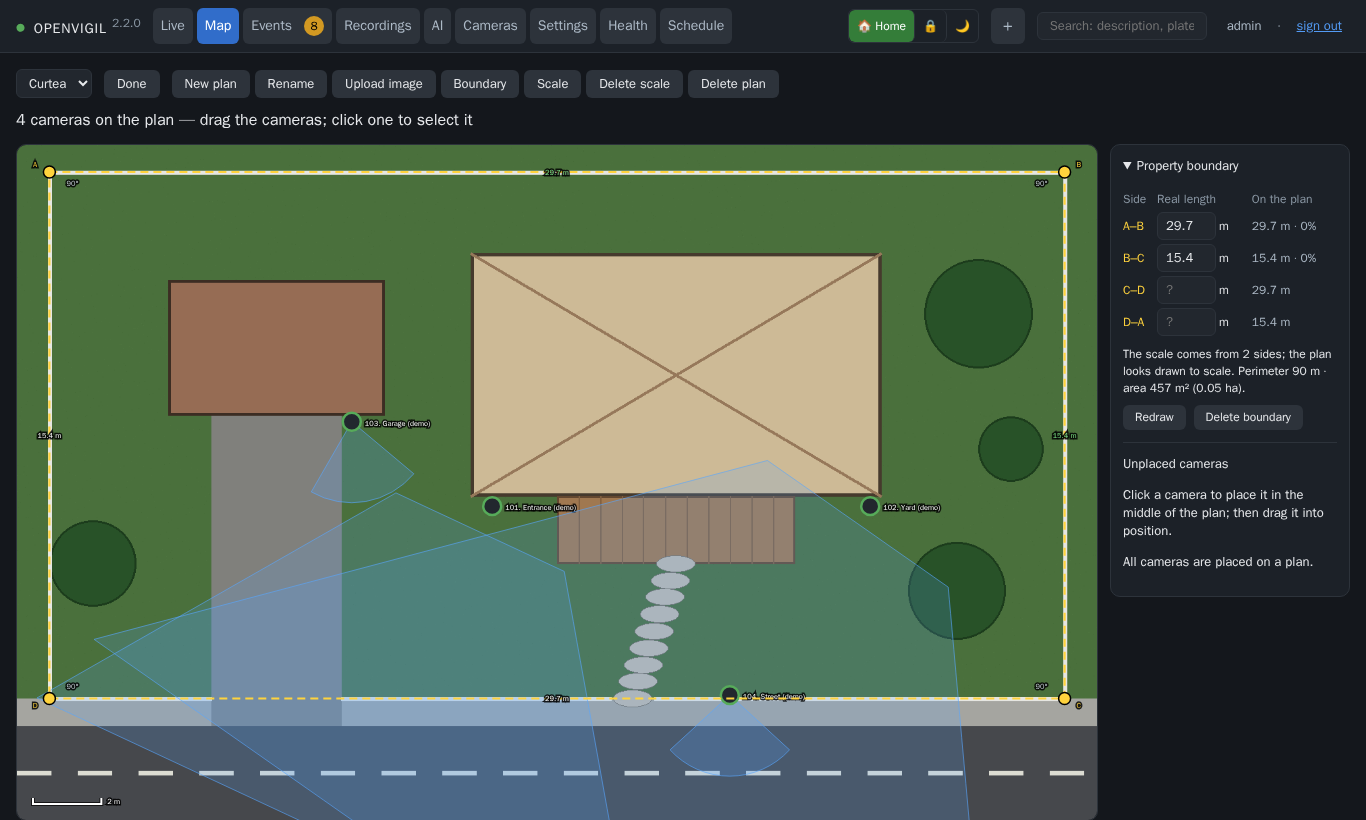 OPENVIGIL 2.2.0
Live
Map
Events 8
Recordings
AI
Cameras
Settings
Health
Schedule
Home
+
Search: description, plate
admin
·
sign out
Curtea
Done
New plan
Rename
Upload image
Boundary
Scale
Delete scale
Delete plan
4 cameras on the plan — drag the cameras; click one to select it
A
29.7 m
B
90°
90°
15.4 m
15.4 m
103. Garage (demo)
101. Entrance (demo)
102. Yard (demo)
90°
90°
D
29.7 m
104. Street (demo)
C
2 m
▼ Property boundary
Side Real length On the plan
A–B 29.7 m 29.7 m · 0%
B–C 15.4 m 15.4 m · 0%
C–D ? m 29.7 m
D–A ? m 15.4 m
The scale comes from 2 sides; the plan
looks drawn to scale. Perimeter 90 m ·
area 457 m² (0.05 ha).
Redraw
Delete boundary
Unplaced cameras
Click a camera to place it in the
middle of the plan; then drag it into
position.
All cameras are placed on a plan.